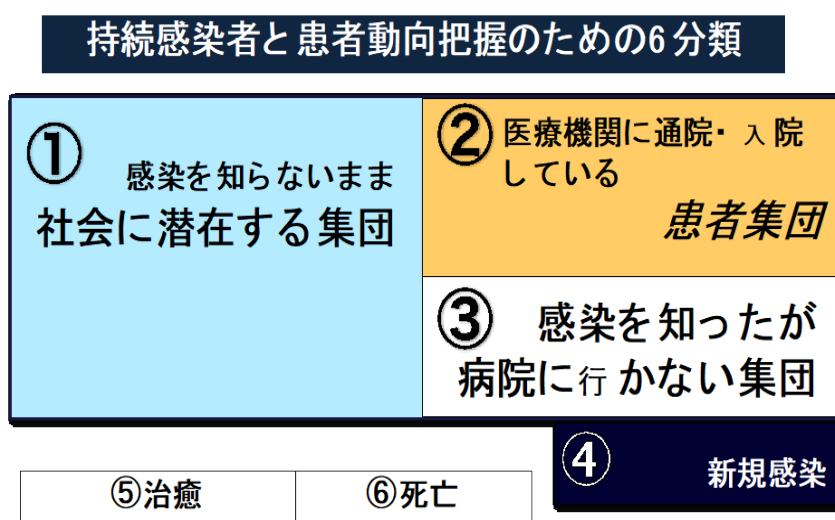 持続感染者と患者動向把握のための6分類
①
感染を知らないまま
社会に潜在する集団
②
医療機関に通院・入院
している
患者集団
③
感染を知ったが
病院に行かない集団
④
新規感染
⑤治癒
⑥死亡